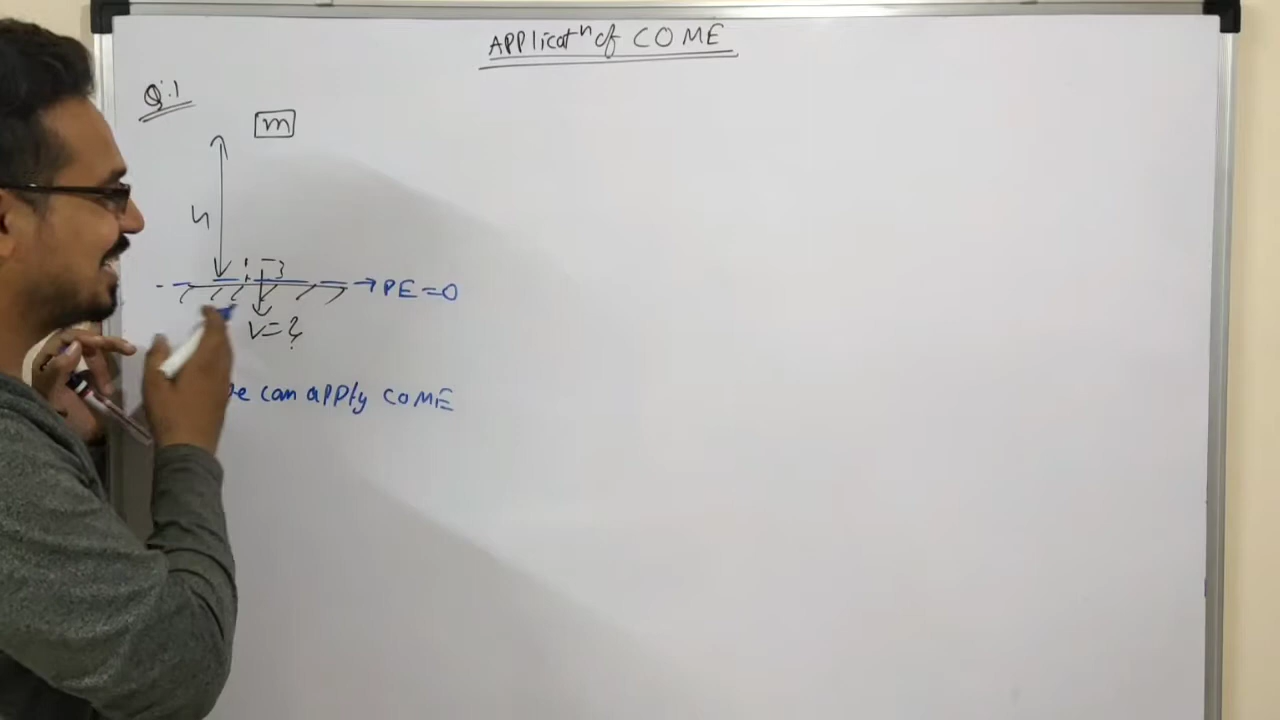 Applicatⁿ of COME
Q.1
m
h
→ PE=0
v=?
can apply COME